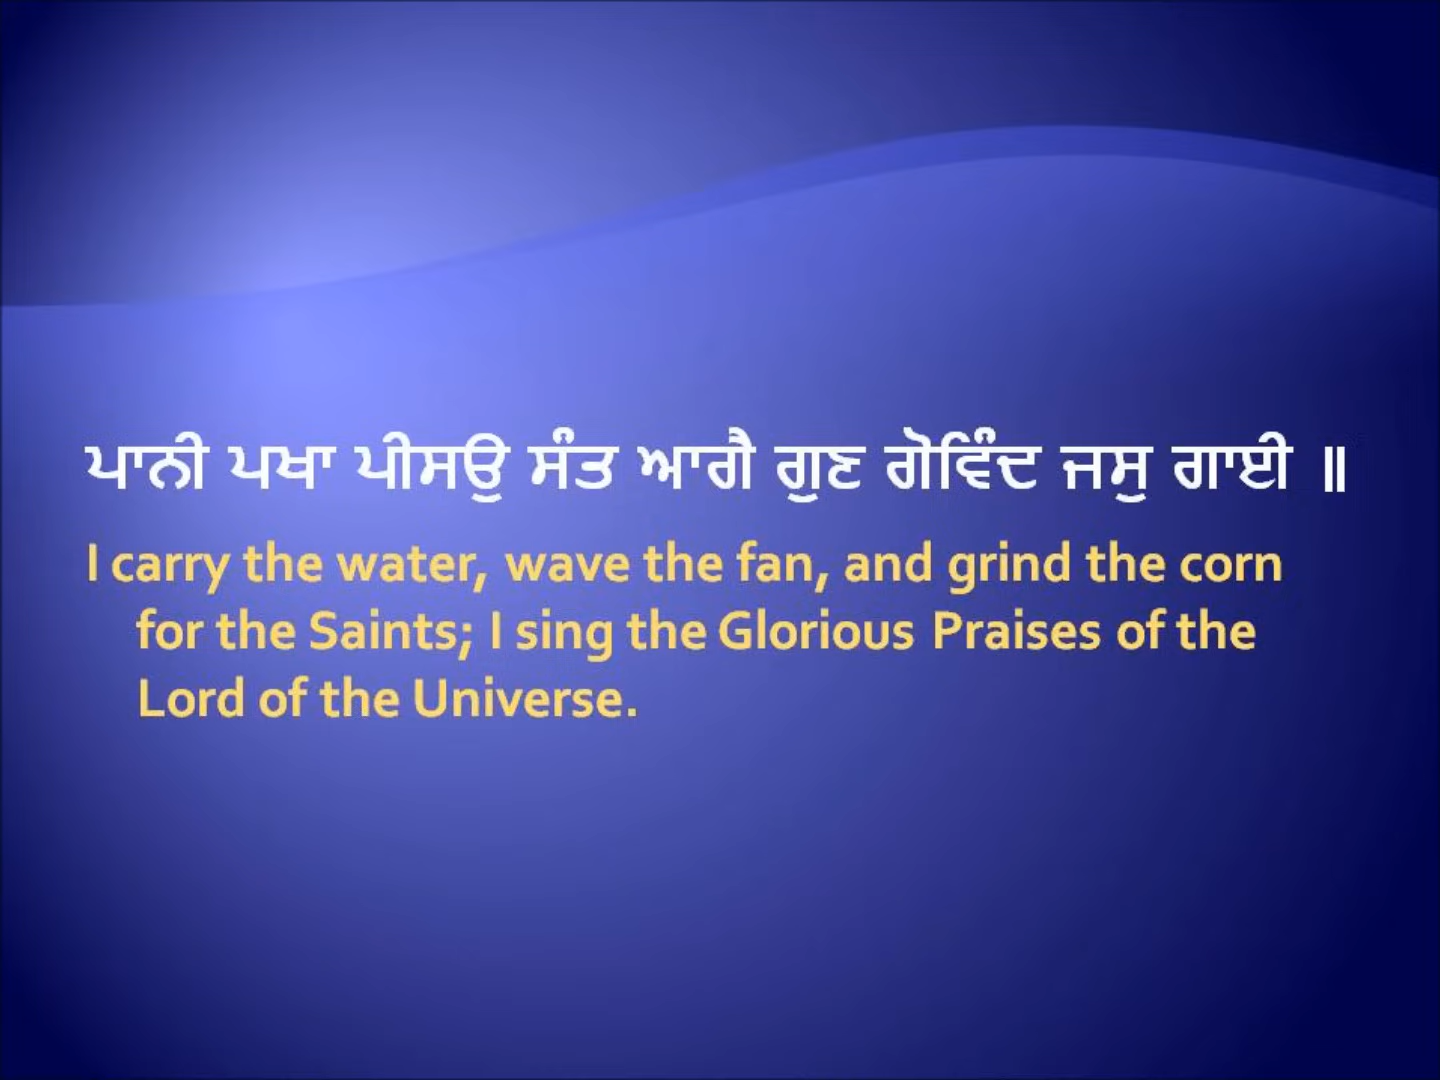 ਪਾਨੀ ਪਖਾ ਪੀਸਉ ਸੰਤ ਆਗੈ ਗੁਣ ਗੋਵਿੰਦ ਜਸੁ ਗਾਈ ॥
I carry the water, wave the fan, and grind the corn
for the Saints; I sing the Glorious Praises of the
Lord of the Universe.